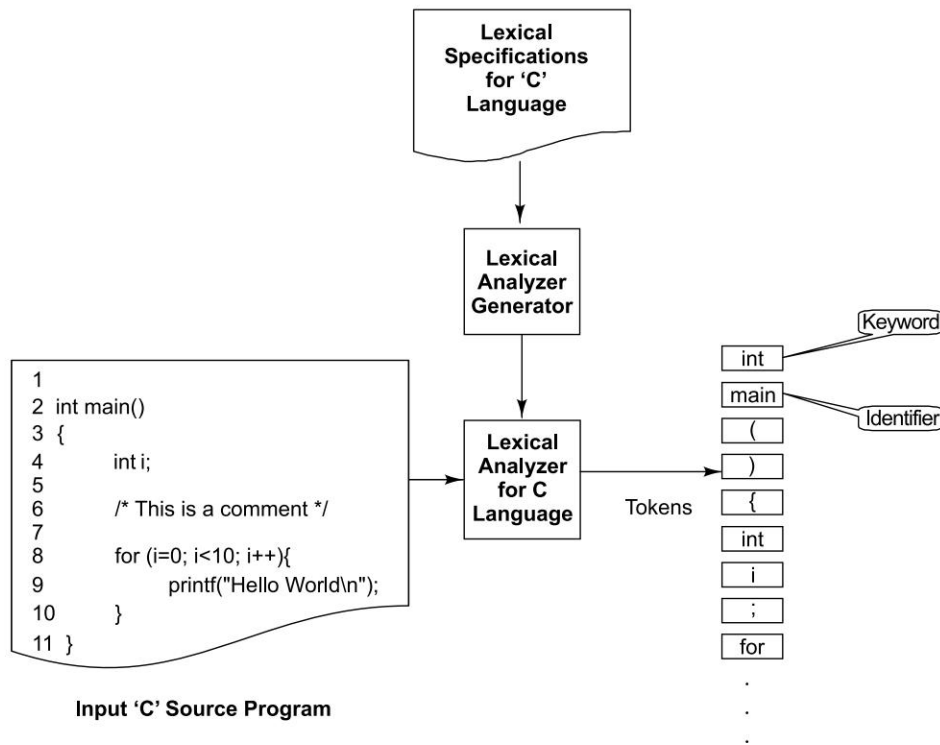 Lexical
Specifications
for ‘C’
Language
Lexical
Analyzer
Generator
1
2 int main()
3 {
4 int i;
5
6 /* This is a comment */
7
8 for (i=0; i<10; i++){
9 printf("Hello World\n");
10 }
11 }
Input ‘C’ Source Program
Lexical
Analyzer
for C
Language
Tokens
Keyword
int
main
Identifier
(
)
{
int
i
;
for
.
.
.